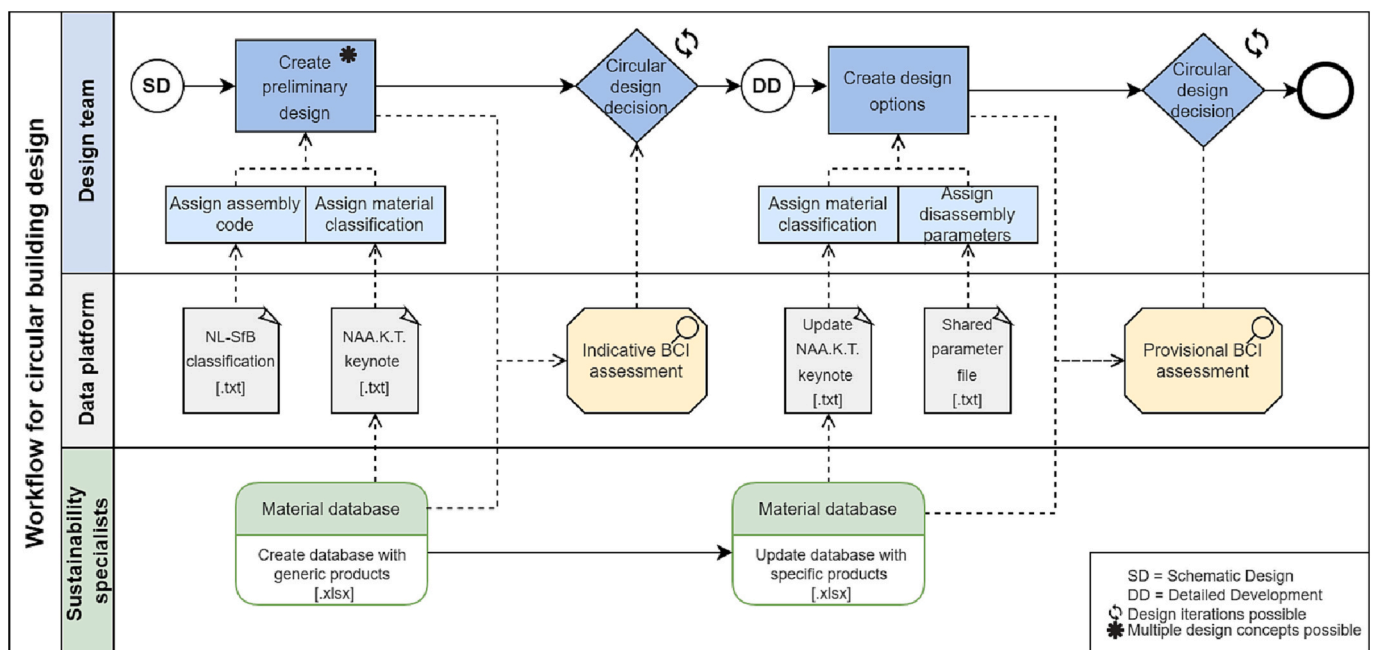 Workflow for circular building design
Design team
SD
Create
preliminary
design
Circular
design
decision
DD
Create design
options
Circular
design
decision
Assign assembly
code
Assign material
classification
Assign material
classification
Assign
disassembly
parameters
Data platform
NL-SfB
classification
[.txt]
NAA.K.T.
keynote
[.txt]
Indicative BCI
assessment
Update
NAA.K.T.
keynote
[.txt]
Shared
parameter
file
[.txt]
Provisional BCI
assessment
Sustainability
specialists
Material database
Create database with
generic products
[.xlsx]
Material database
Update database with
specific products
[.xlsx]
SD = Schematic Design
DD = Detailed Development
Design iterations possible
Multiple design concepts possible